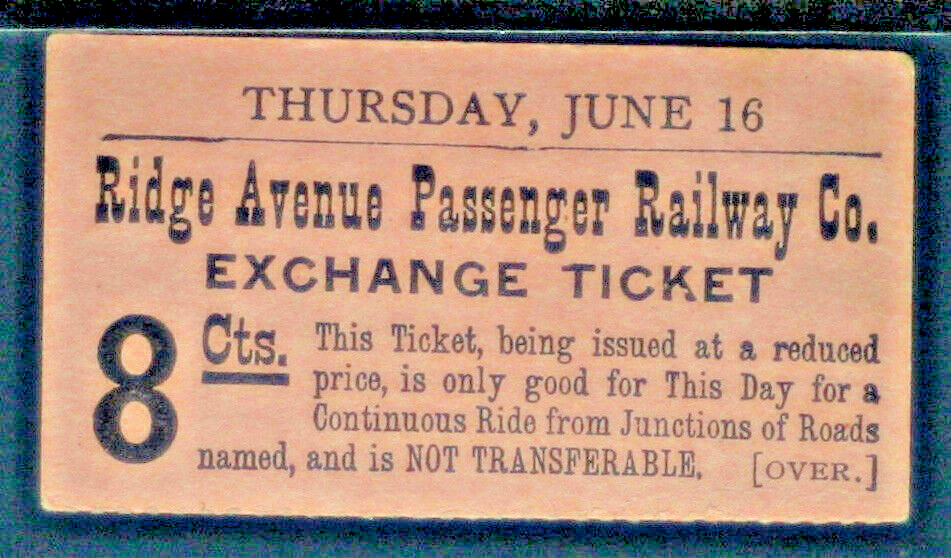 THURSDAY, JUNE 16
Ridge Avenue Passenger Railway Co.
EXCHANGE TICKET
8 Cts. This Ticket, being issued at a reduced
price, is only good for This Day for a
Continuous Ride from Junctions of Roads
named, and is NOT TRANSFERABLE. [OVER.]